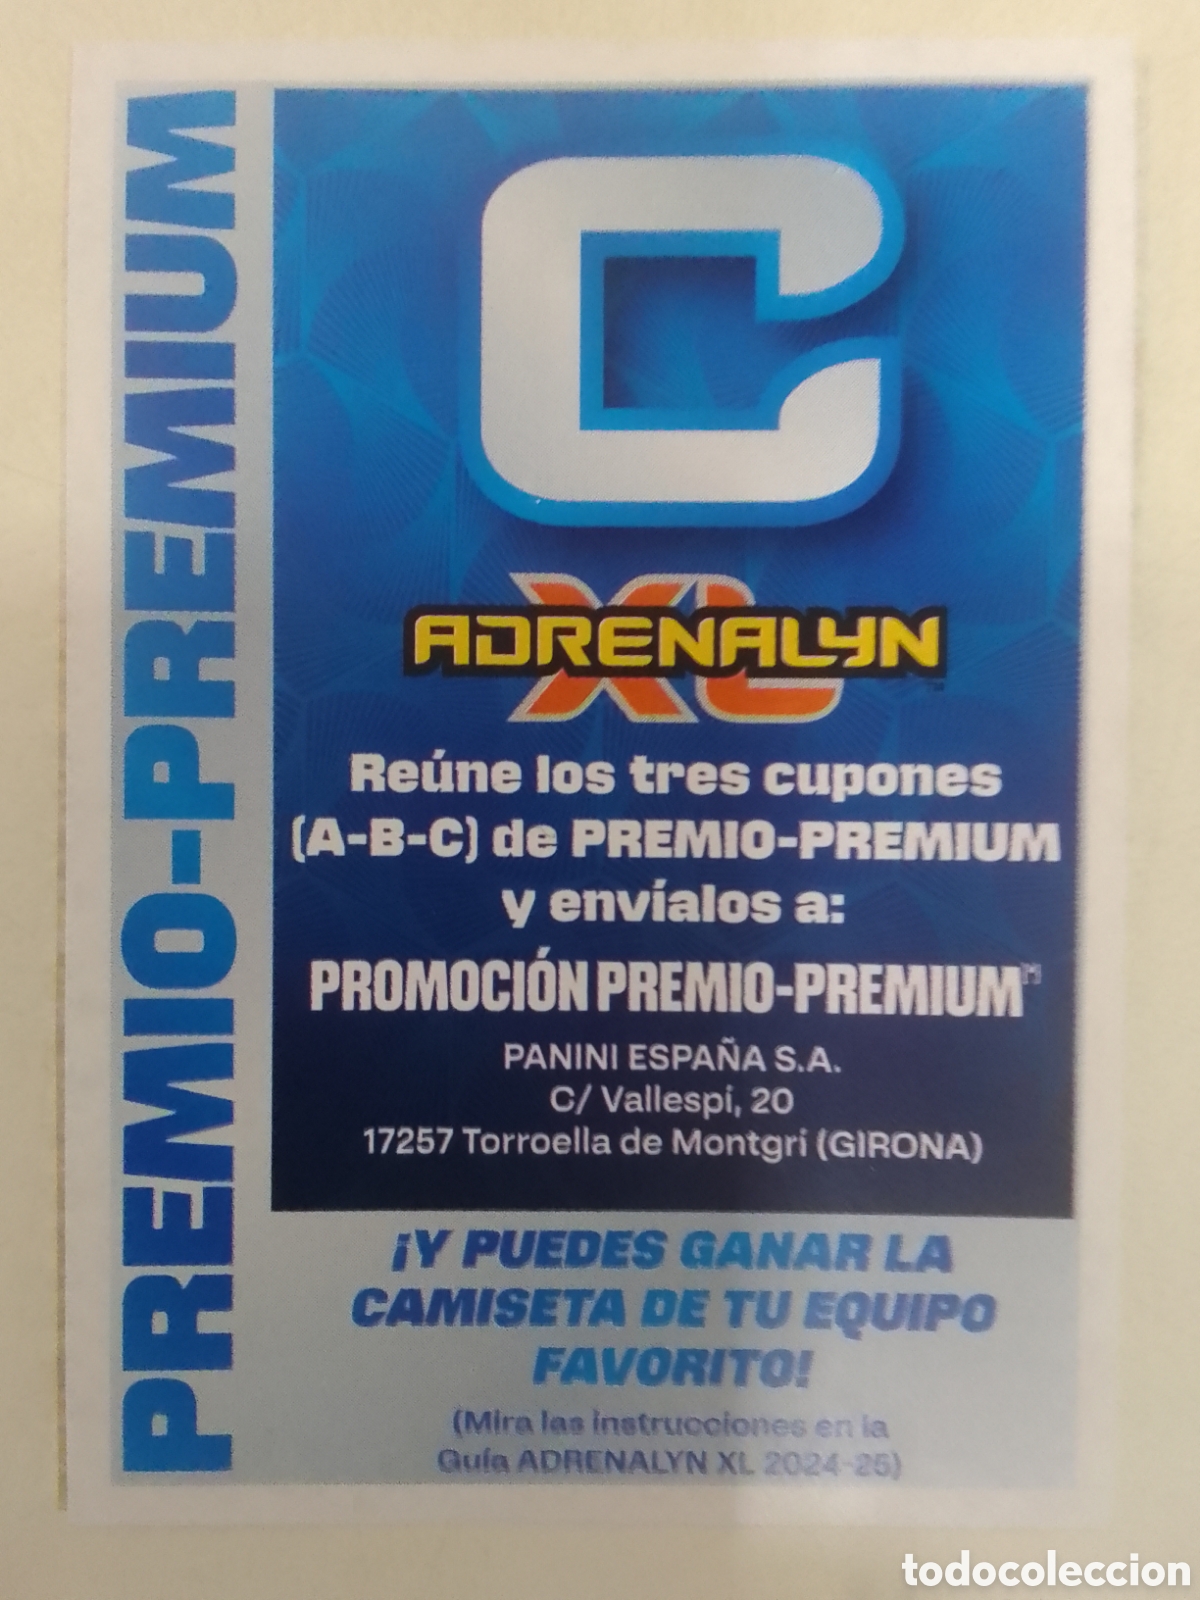 PREMIO-PREMIUM
C
XL
ADRENALYN
Reúne los tres cupones
(A-B-C) de PREMIO-PREMIUM
y envíalos a:
PROMOCIÓN PREMIO-PREMIUM
PANINI ESPAÑA S.A.
C/ Vallespí, 20
17257 Torroella de Montgrí (GIRONA)
¡Y PUEDES GANAR LA
CAMISETA DE TU EQUIPO
FAVORITO!
(Mira las instrucciones en la
Guía ADRENALYN XL 2024-25)
todocoleccion